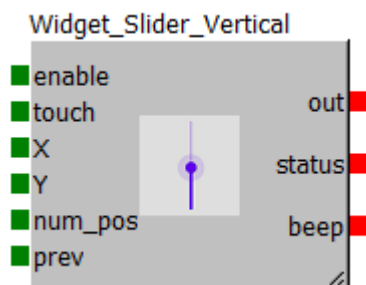 Widget_Slider_Vertical
enable
touch
X
Y
num_pos
prev
out
status
beep